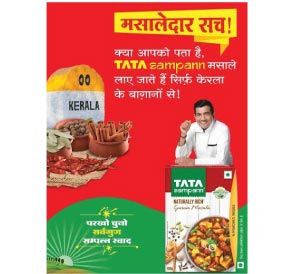 मसालेदार सच!
क्या आपको पता है,
TATA sampann मसाले
लाए जाते हैं सिर्फ़ केरला
के बाग़ानों से!
00
KERALA
परखो चुनो
सर्वगुण
सम्पन्न स्वाद
TATA
sampann
NATURALLY RICH
Garam Masala